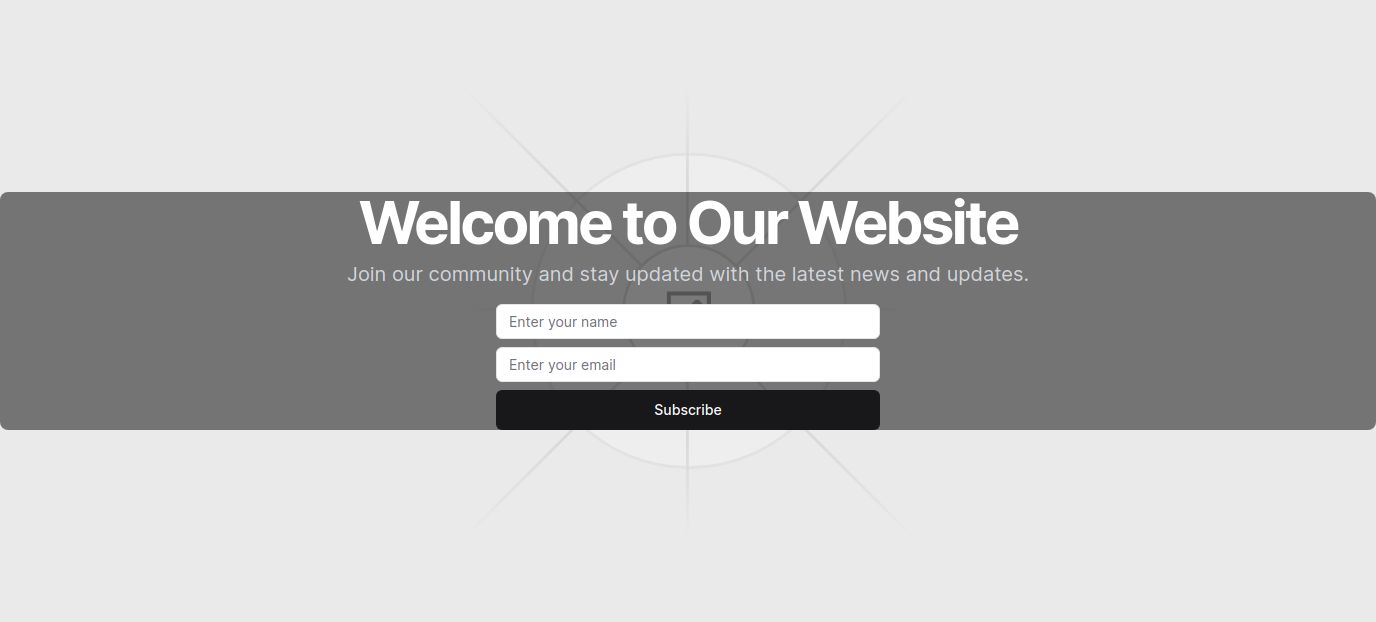 Welcome to Our Website
Join our community and stay updated with the latest news and updates.
Enter your name
Enter your email
Subscribe